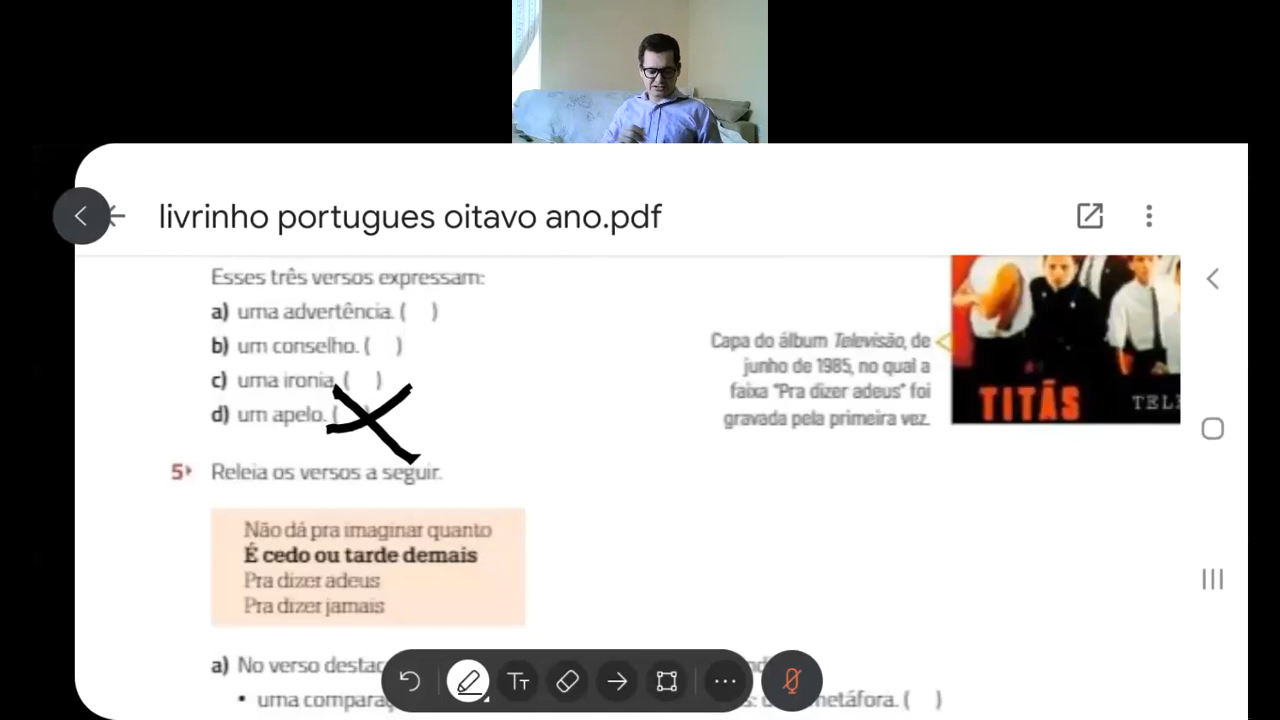 livrinho portugues oitavo ano.pdf
Esses três versos expressam:
a) uma advertência. ( )
b) um conselho. ( )
c) uma ironia. ( )
d) um apelo. ( )
Capa do álbum Televisão, de
junho de 1985, no qual a
faixa "Pra dizer adeus" foi
gravada pela primeira vez.
TITÃS
TELE
5 Releia os versos a seguir.
Não dá pra imaginar quanto
É cedo ou tarde demais
Pra dizer adeus
Pra dizer jamais
a) No verso
• uma metáfora. ( )
TT